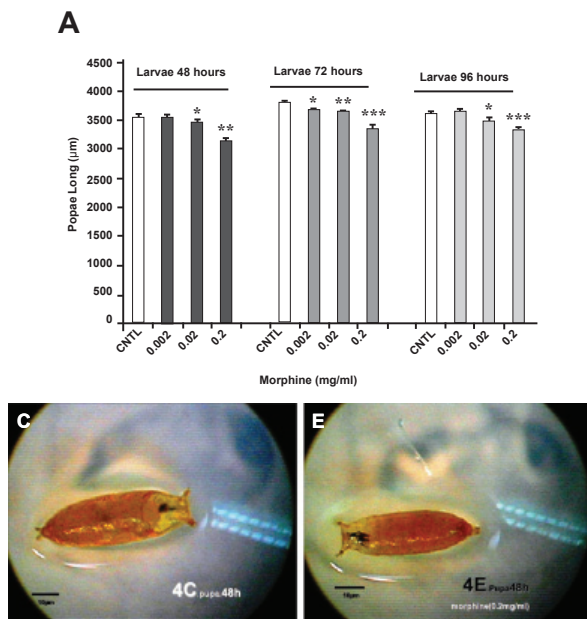 A
Larvae 48 hours
Larvae 72 hours
Larvae 96 hours
Popae Long (μm)
4500
4000
3500
3000
2500
2000
1500
1000
500
0
* **
* ** ***
* ***
CNTL 0.002 0.02 0.2
CNTL 0.002 0.02 0.2
CNTL 0.002 0.02 0.2
Morphine (mg/ml)
C
4C pupa.48h
E
4E Pupa48h
morphine(0.2mg/ml)